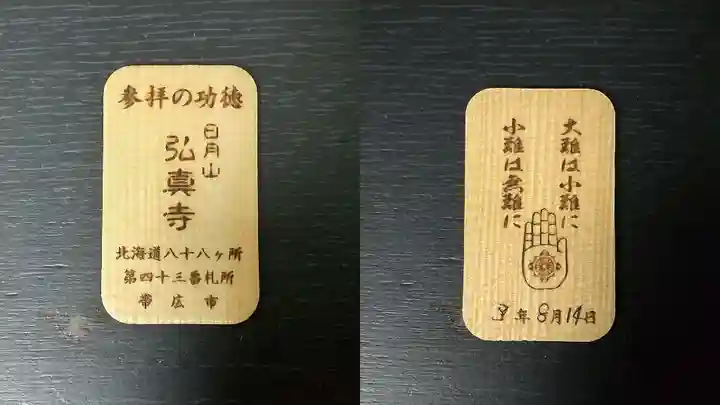 参拝の功徳
日月山
弘真寺
北海道八十八ヶ所
第四十三番札所
帯広市
大難は小難に
小難は無難に
年8月14日